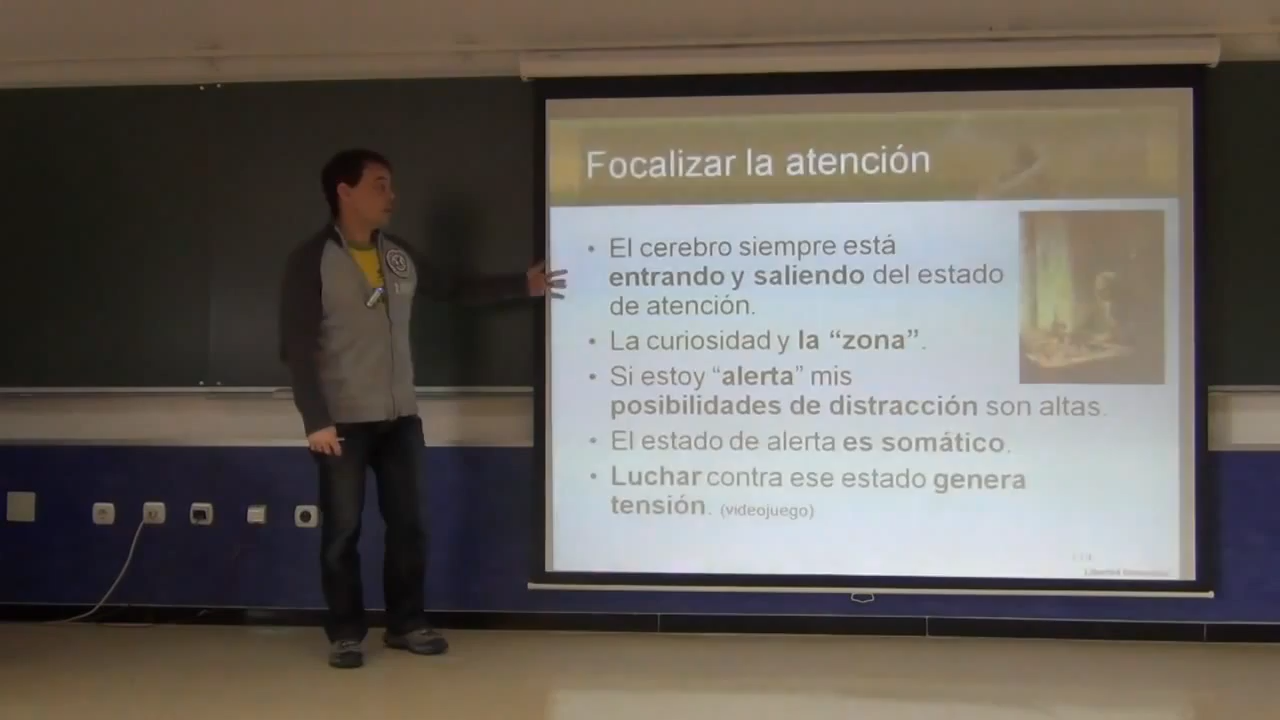 Focalizar la atención
• El cerebro siempre está
entrando y saliendo del estado
de atención.
• La curiosidad y la “zona”.
• Si estoy “alerta” mis
posibilidades de distracción son altas.
• El estado de alerta es somático.
• Luchar contra ese estado genera
tensión. (videojuego)